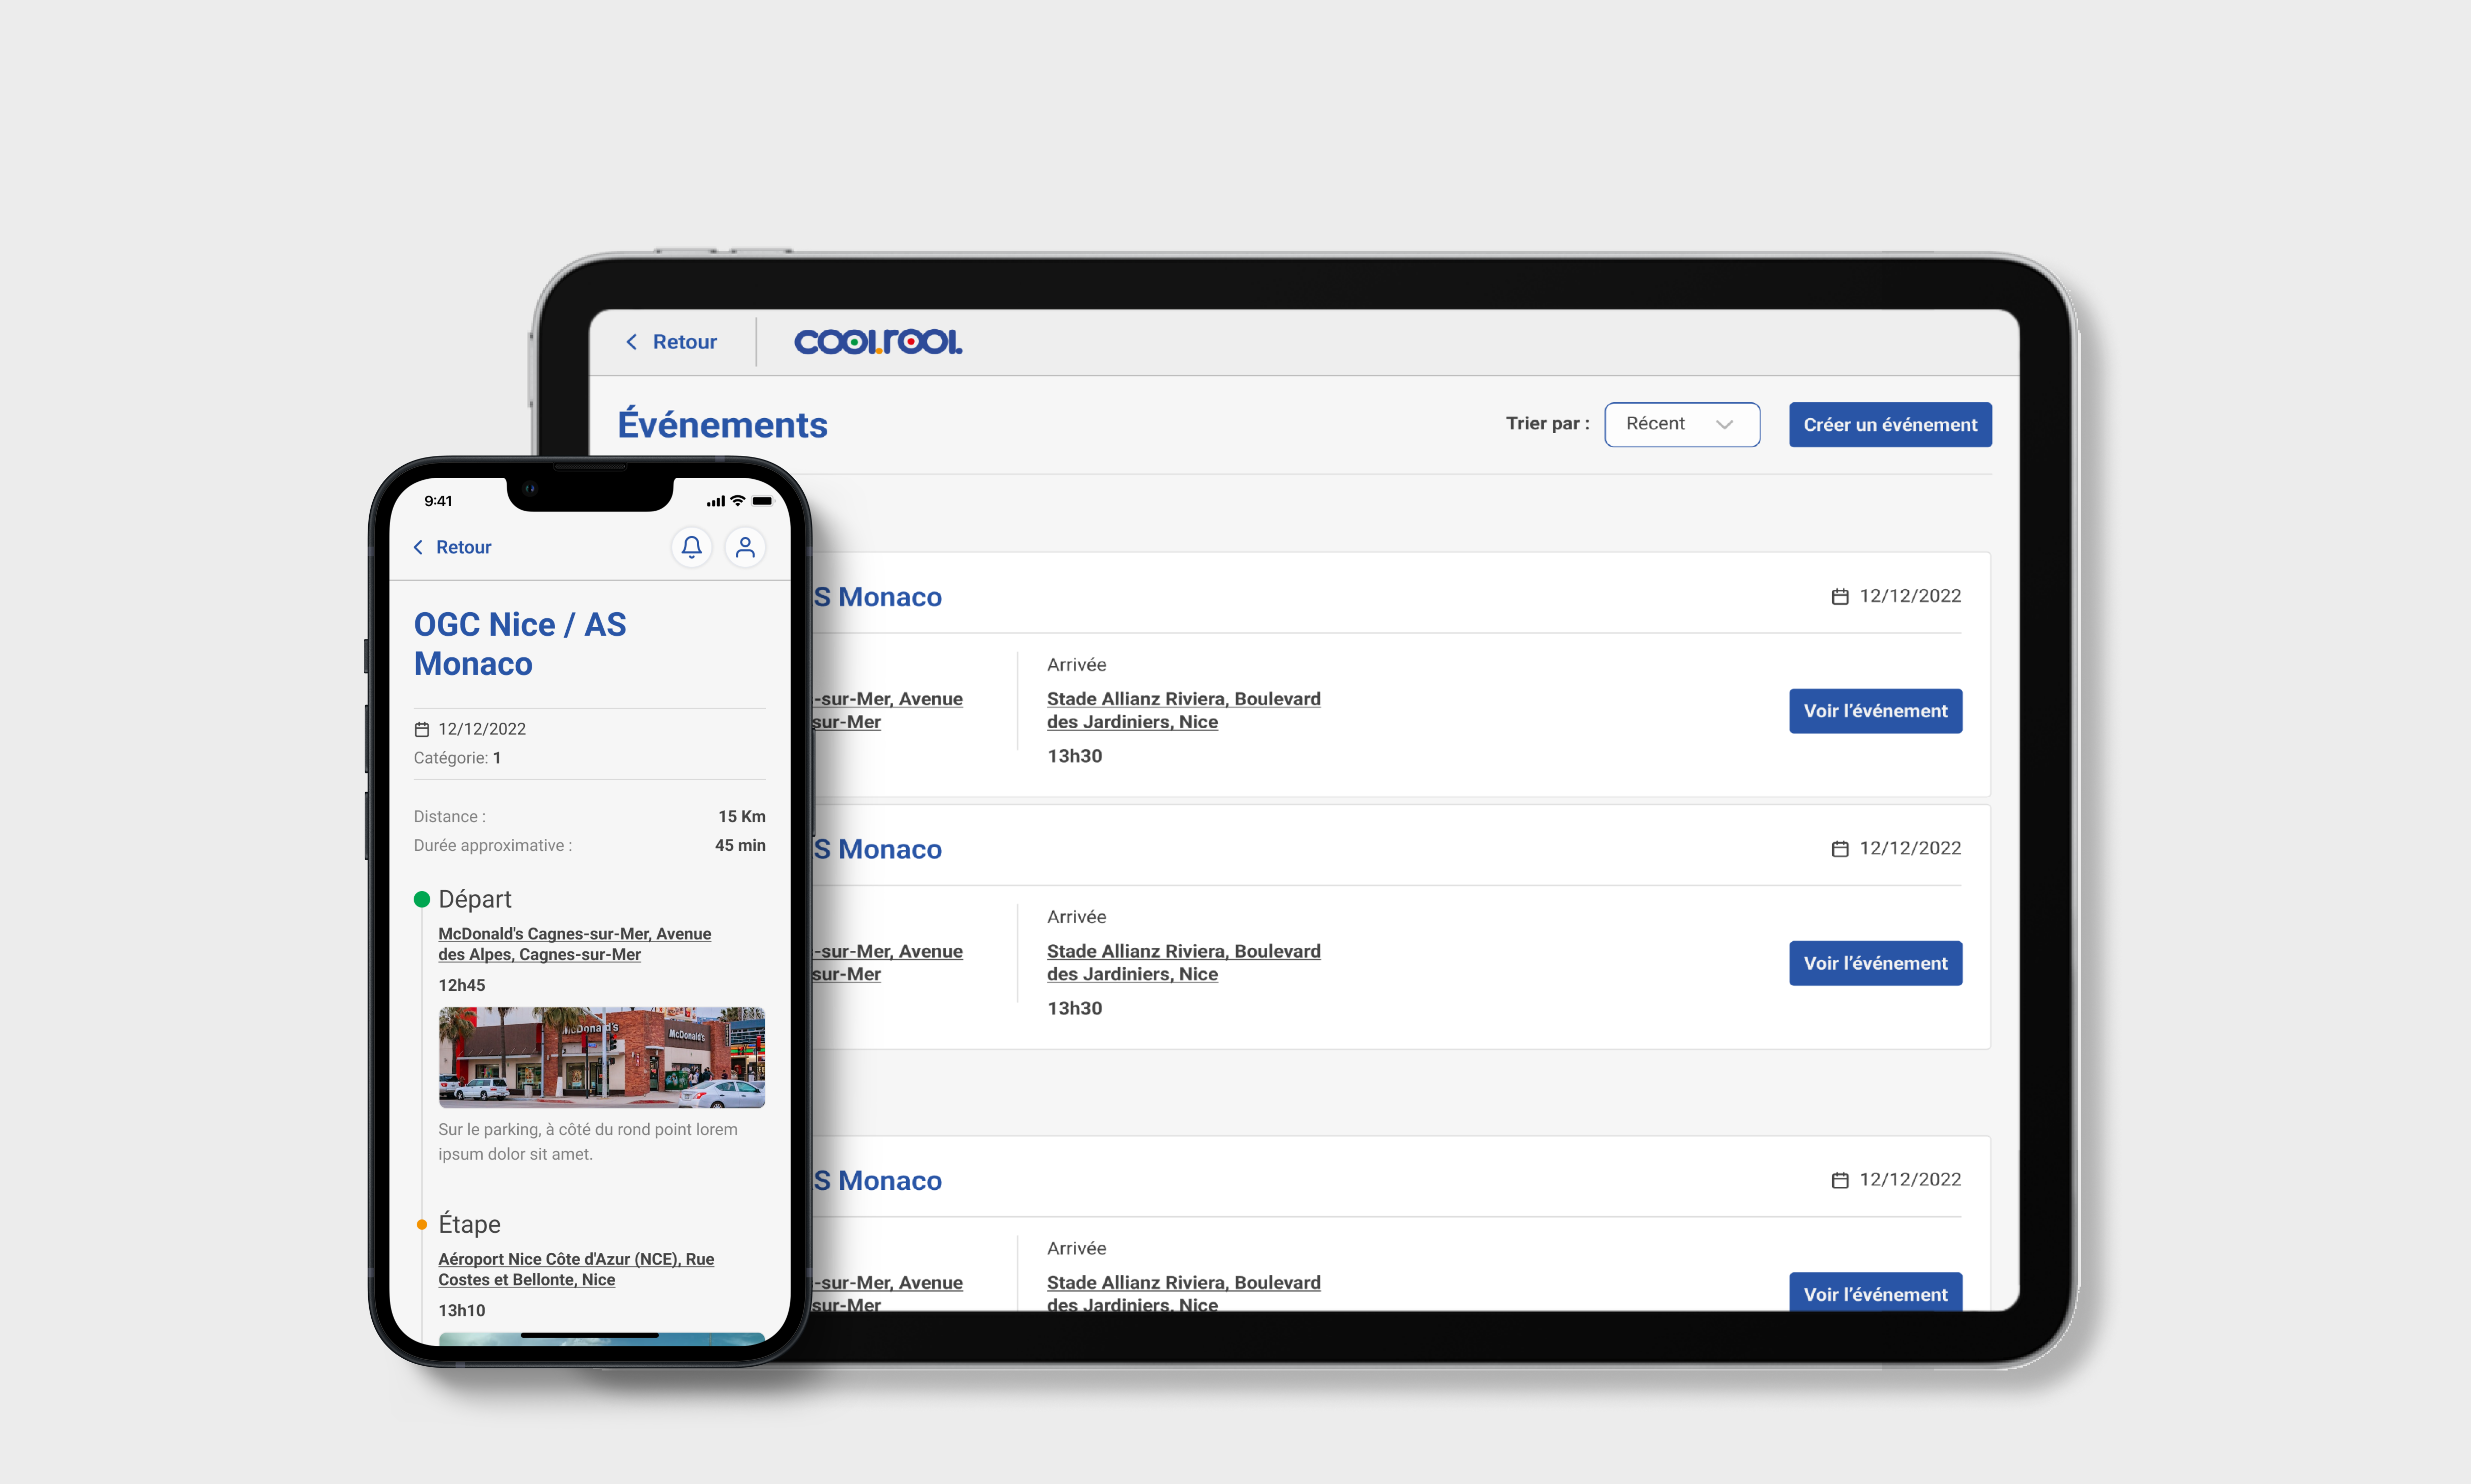 Retour
cool.rool.
Événements
Trier par :
Récent
Créer un événement
S Monaco
12/12/2022
-sur-Mer, Avenue
sur-Mer
Arrivée
Stade Allianz Riviera, Boulevard
des Jardiniers, Nice
13h30
Voir l'événement
S Monaco
12/12/2022
-sur-Mer, Avenue
sur-Mer
Arrivée
Stade Allianz Riviera, Boulevard
des Jardiniers, Nice
13h30
Voir l'événement
S Monaco
12/12/2022
-sur-Mer, Avenue
sur-Mer
Arrivée
Stade Allianz Riviera, Boulevard
des Jardiniers, Nice
Voir l'événement
9:41
Retour
OGC Nice / AS
Monaco
12/12/2022
Catégorie: 1
Distance :
15 Km
Durée approximative :
45 min
Départ
McDonald's Cagnes-sur-Mer, Avenue
des Alpes, Cagnes-sur-Mer
12h45
McDonald's
McDonald's
Sur le parking, à côté du rond point lorem
ipsum dolor sit amet.
Étape
Aéroport Nice Côte d'Azur (NCE), Rue
Costes et Bellonte, Nice
13h10